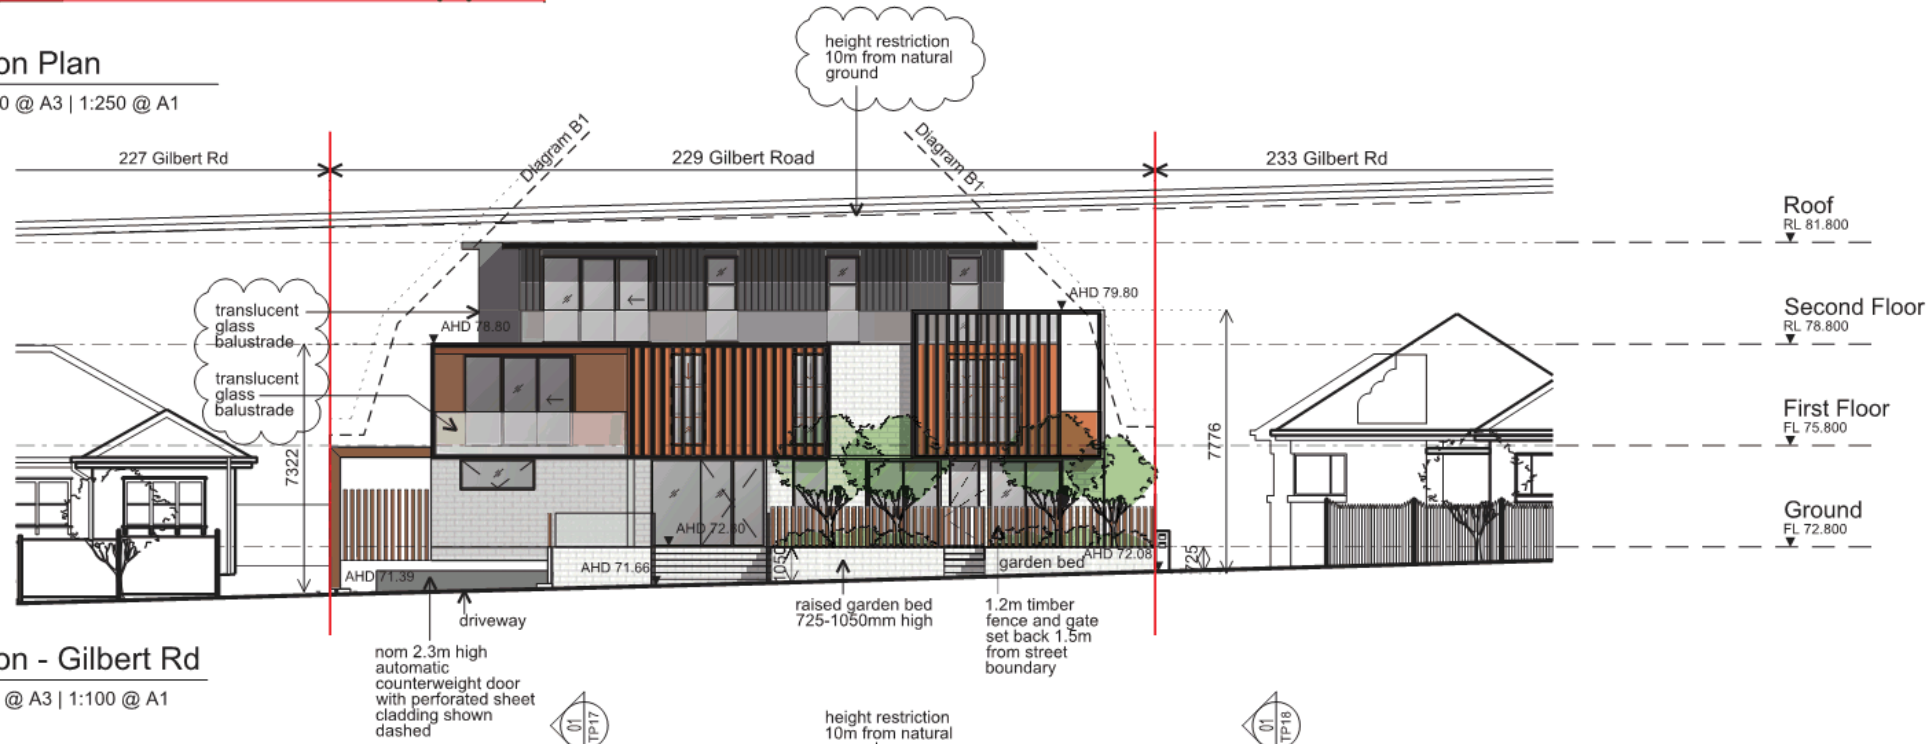 on Plan
0 @ A3 | 1:250 @ A1
height restriction
10m from natural
ground
227 Gilbert Rd
229 Gilbert Road
233 Gilbert Rd
Diagram B1
Diagram B1
Roof
RL 81.800
Second Floor
RL 78.800
First Floor
FL 75.800
Ground
FL 72.800
translucent
glass
balustrade
translucent
glass
balustrade
AHD 78.80
AHD 79.80
7322
7776
AHD 72.80
AHD 71.39
AHD 71.66
1050
AHD 72.08
725
garden bed
driveway
raised garden bed
725-1050mm high
1.2m timber
fence and gate
set back 1.5m
from street
boundary
nom 2.3m high
automatic
counterweight door
with perforated sheet
cladding shown
dashed
on - Gilbert Rd
@ A3 | 1:100 @ A1
01
TP17
height restriction
10m from natural
01
TP18